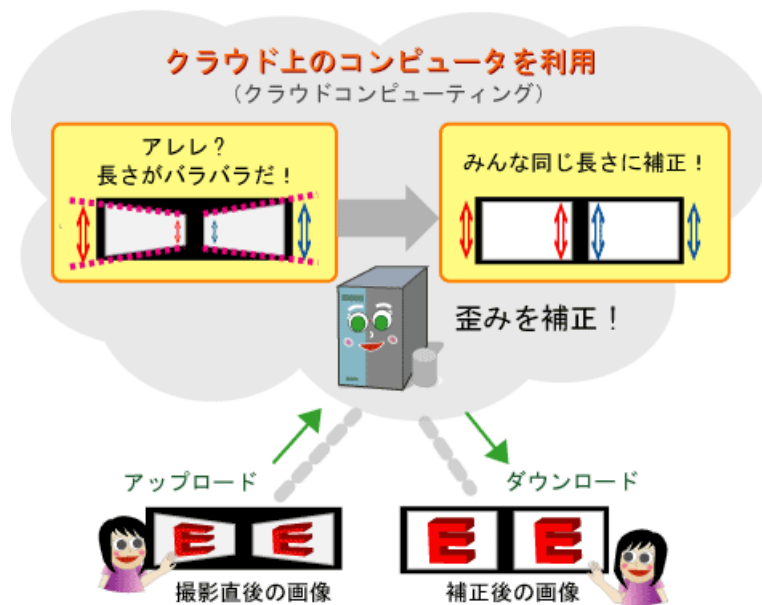 クラウド上のコンピュータを利用
（クラウドコンピューティング）
アレレ？
長さがバラバラだ！
みんな同じ長さに補正！
歪みを補正！
アップロード
ダウンロード
E E
E E
撮影直後の画像
補正後の画像